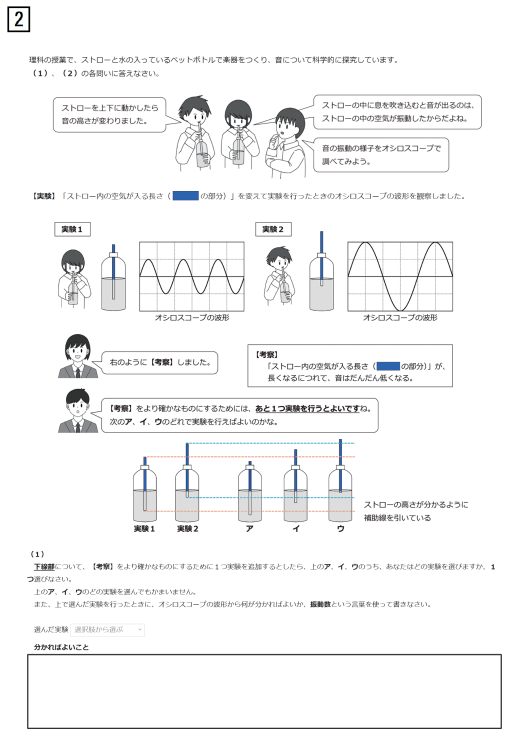 2
理科の授業で、ストローと水の入っているペットボトルで楽器をつくり、音について科学的に探究しています。
（1）、（2）の各問いに答えなさい。
ストローを上下に動かしたら
音の高さが変わりました。
ストローの中に息を吹き込むと音が出るのは、
ストローの中の空気が振動したからだよね。
音の振動の様子をオシロスコープで
調べてみよう。
【実験】「ストロー内の空気が入る長さ（ の部分）」を変えて実験を行ったときのオシロスコープの波形を観察しました。
実験１
実験２
オシロスコープの波形
オシロスコープの波形
右のように【考察】しました。
【考察】
「ストロー内の空気が入る長さ（ の部分）」が、
長くなるにつれて、音はだんだん低くなる。
【考察】をより確かなものにするためには、あと１つ実験を行うとよいですね。
次のア、イ、ウのどれで実験を行えばよいのかな。
ストローの高さが分かるように
補助線を引いている
実験１ 実験２ ア イ ウ
（1）
下線部について、【考察】をより確かなものにするために１つ実験を追加するとしたら、上のア、イ、ウのうち、あなたはどの実験を選びますか。１
つ選びなさい。
上のア、イ、ウのどの実験を選んでもかまいません。
また、上で選んだ実験を行ったときに、オシロスコープの波形から何が分かればよいか、振動数という言葉を使って書きなさい。
選んだ実験 選択肢から選ぶ
分かればよいこと